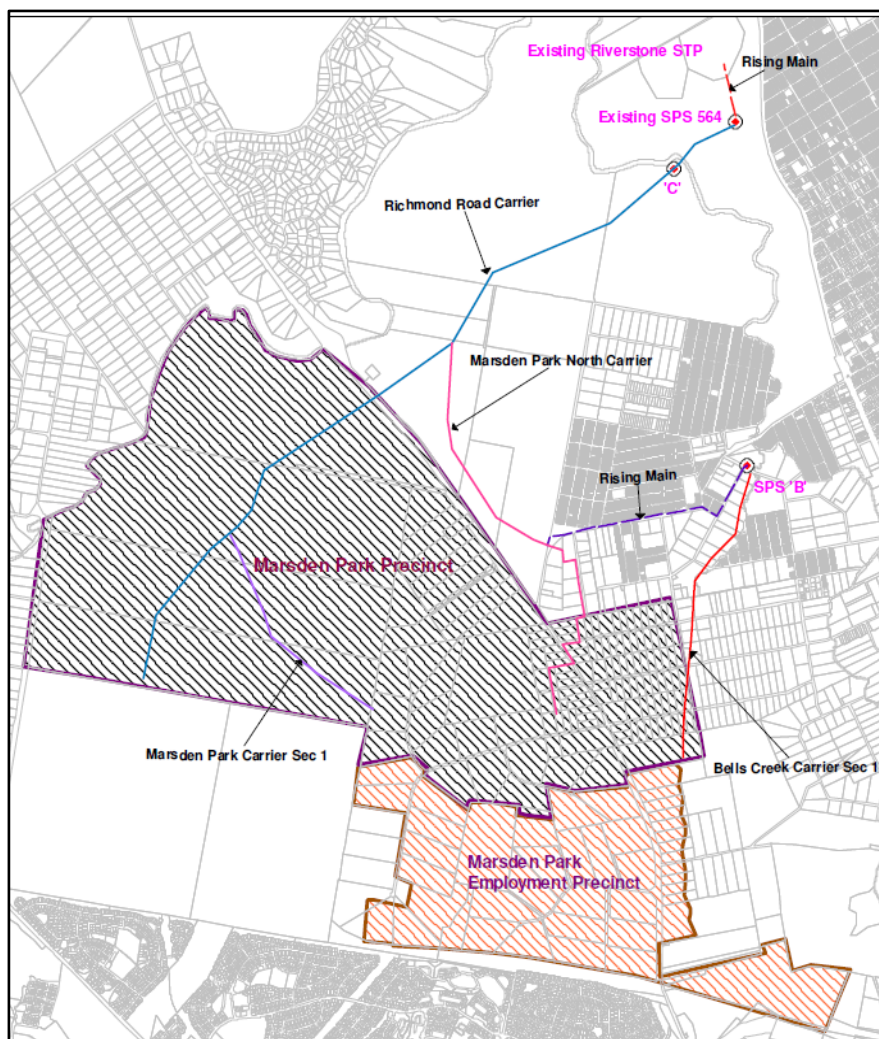 Existing Riverstone STP
Rising Main
Existing SPS 564
'C'
Richmond Road Carrier
Marsden Park North Carrier
Rising Main
SPS 'B'
Marsden Park Precinct
Marsden Park Carrier Sec 1
Bells Creek Carrier Sec 1
Marsden Park
Employment Precinct